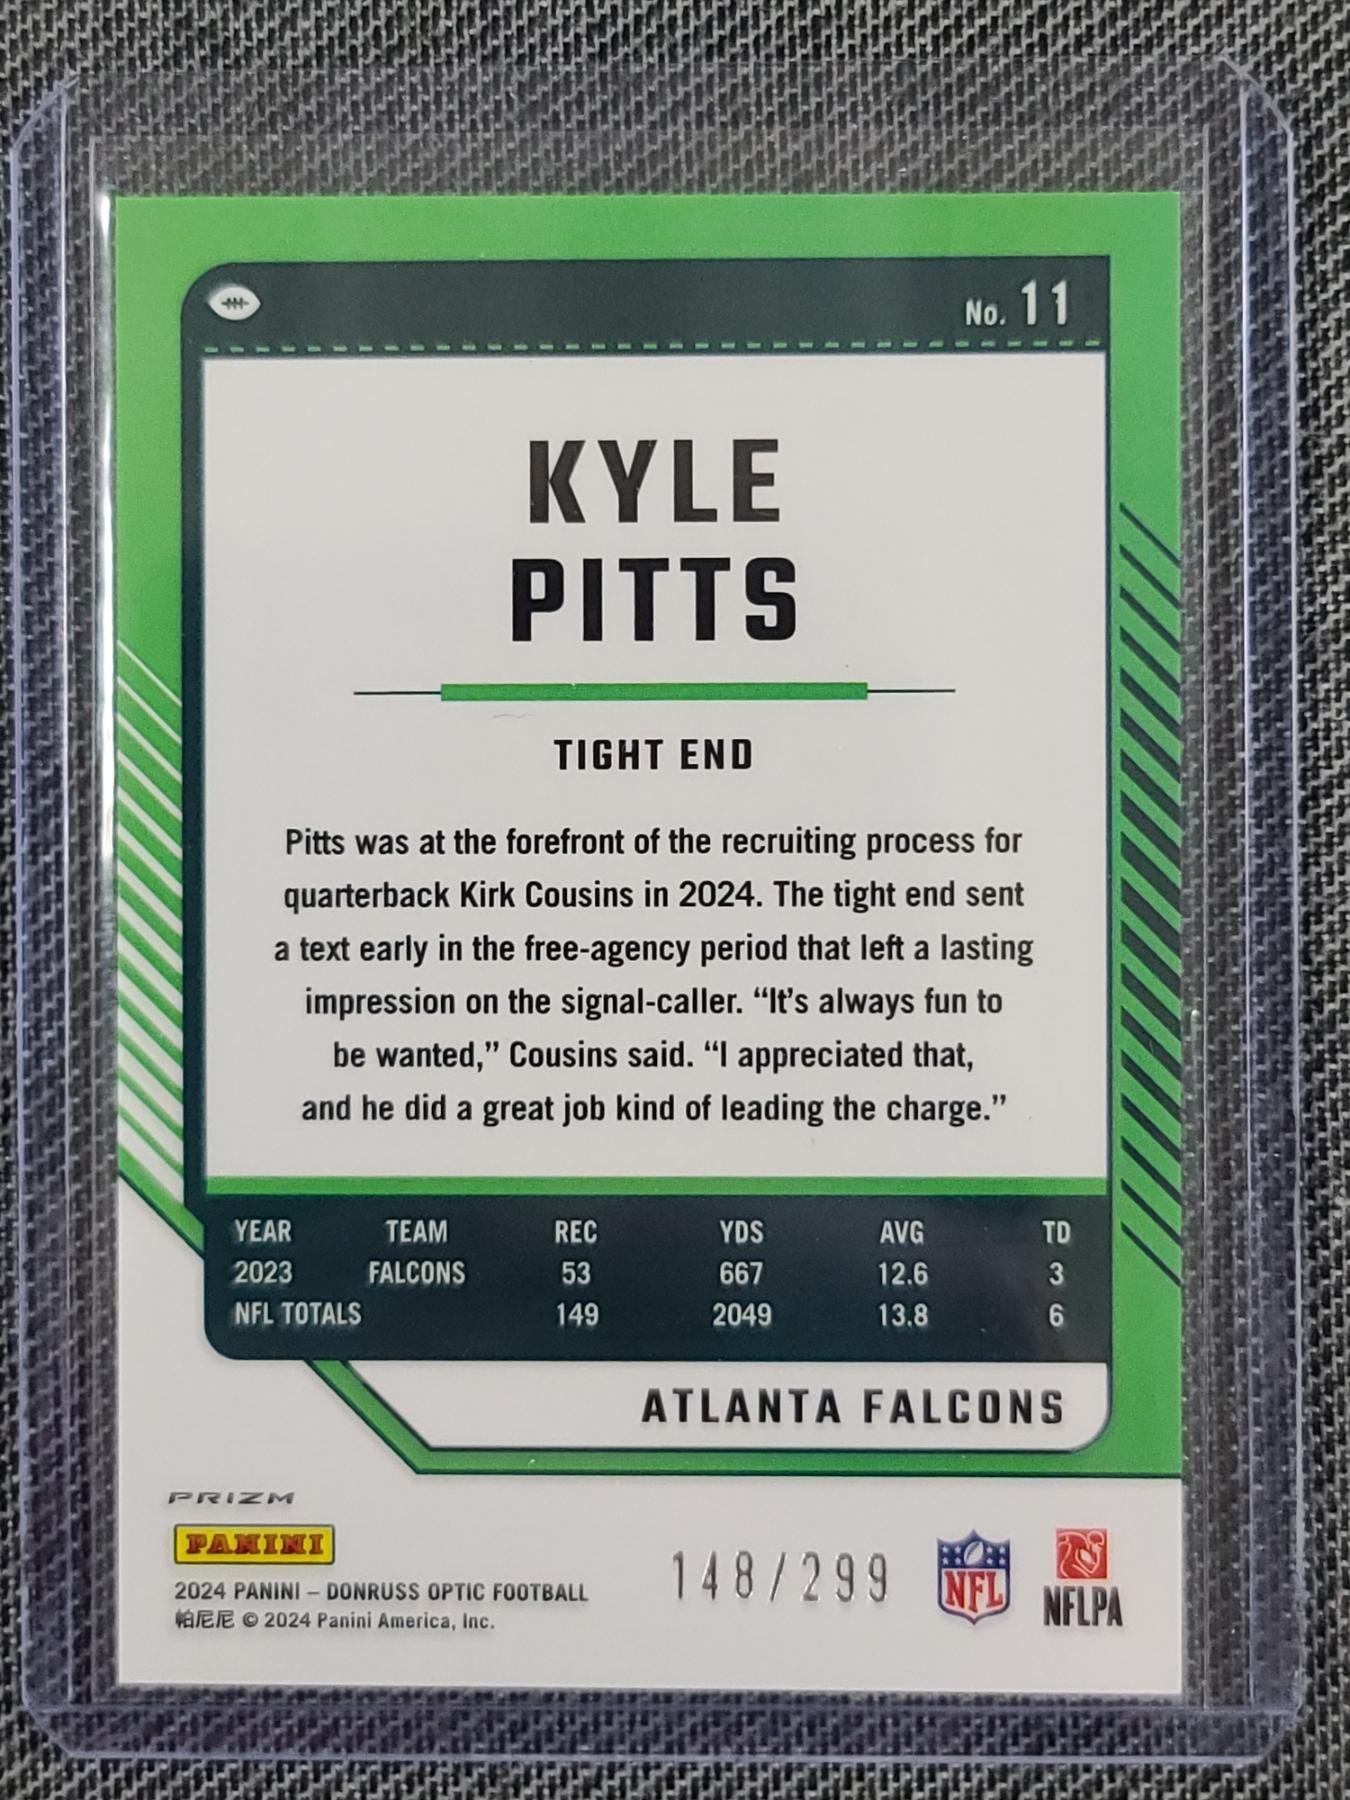 No. 11
KYLE
PITTS
TIGHT END
Pitts was at the forefront of the recruiting process for
quarterback Kirk Cousins in 2024. The tight end sent
a text early in the free-agency period that left a lasting
impression on the signal-caller. “It’s always fun to
be wanted,” Cousins said. “I appreciated that,
and he did a great job kind of leading the charge.”
YEAR TEAM REC YDS AVG TD
2023 FALCONS 53 667 12.6 3
NFL TOTALS 149 2049 13.8 6
ATLANTA FALCONS
PRIZM
PANINI
148/299
NFL
NFLPA
2024 PANINI – DONRUSS OPTIC FOOTBALL
帕尼尼 © 2024 Panini America, Inc.